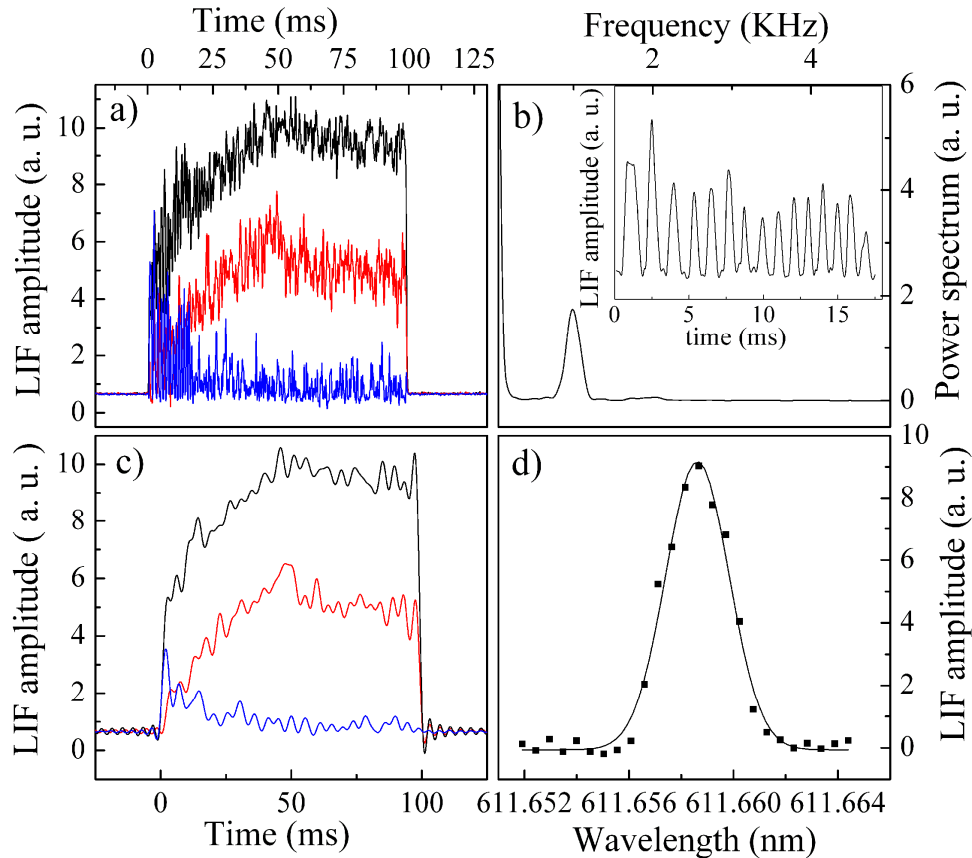 Time (ms)
0 25 50 75 100 125
Frequency (KHz)
2 4
LIF amplitude (a. u.)
10
8
6
4
2
0
a)
b)
LIF amplitude (a. u.)
0 5 10 15
time (ms)
6
4
2
0
Power spectrum (a. u.)
LIF amplitude ( a. u.)
10
8
6
4
2
0
c)
0 50 100
Time (ms)
d)
10
8
6
4
2
0
LIF amplitude (a. u.)
611.652 611.656 611.660 611.664
Wavelength (nm)